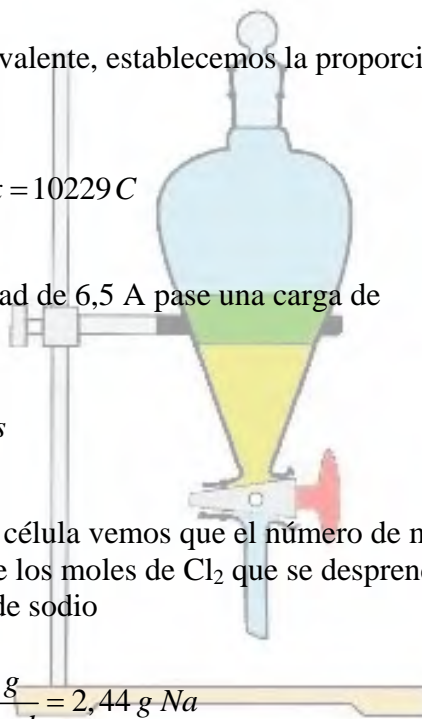 valente, establecemos la proporci
= 10229 C
ad de 6,5 A pase una carga de
s
célula vemos que el número de
e los moles de Cl₂ que se despren
de sodio
g
= 2,44 g Na